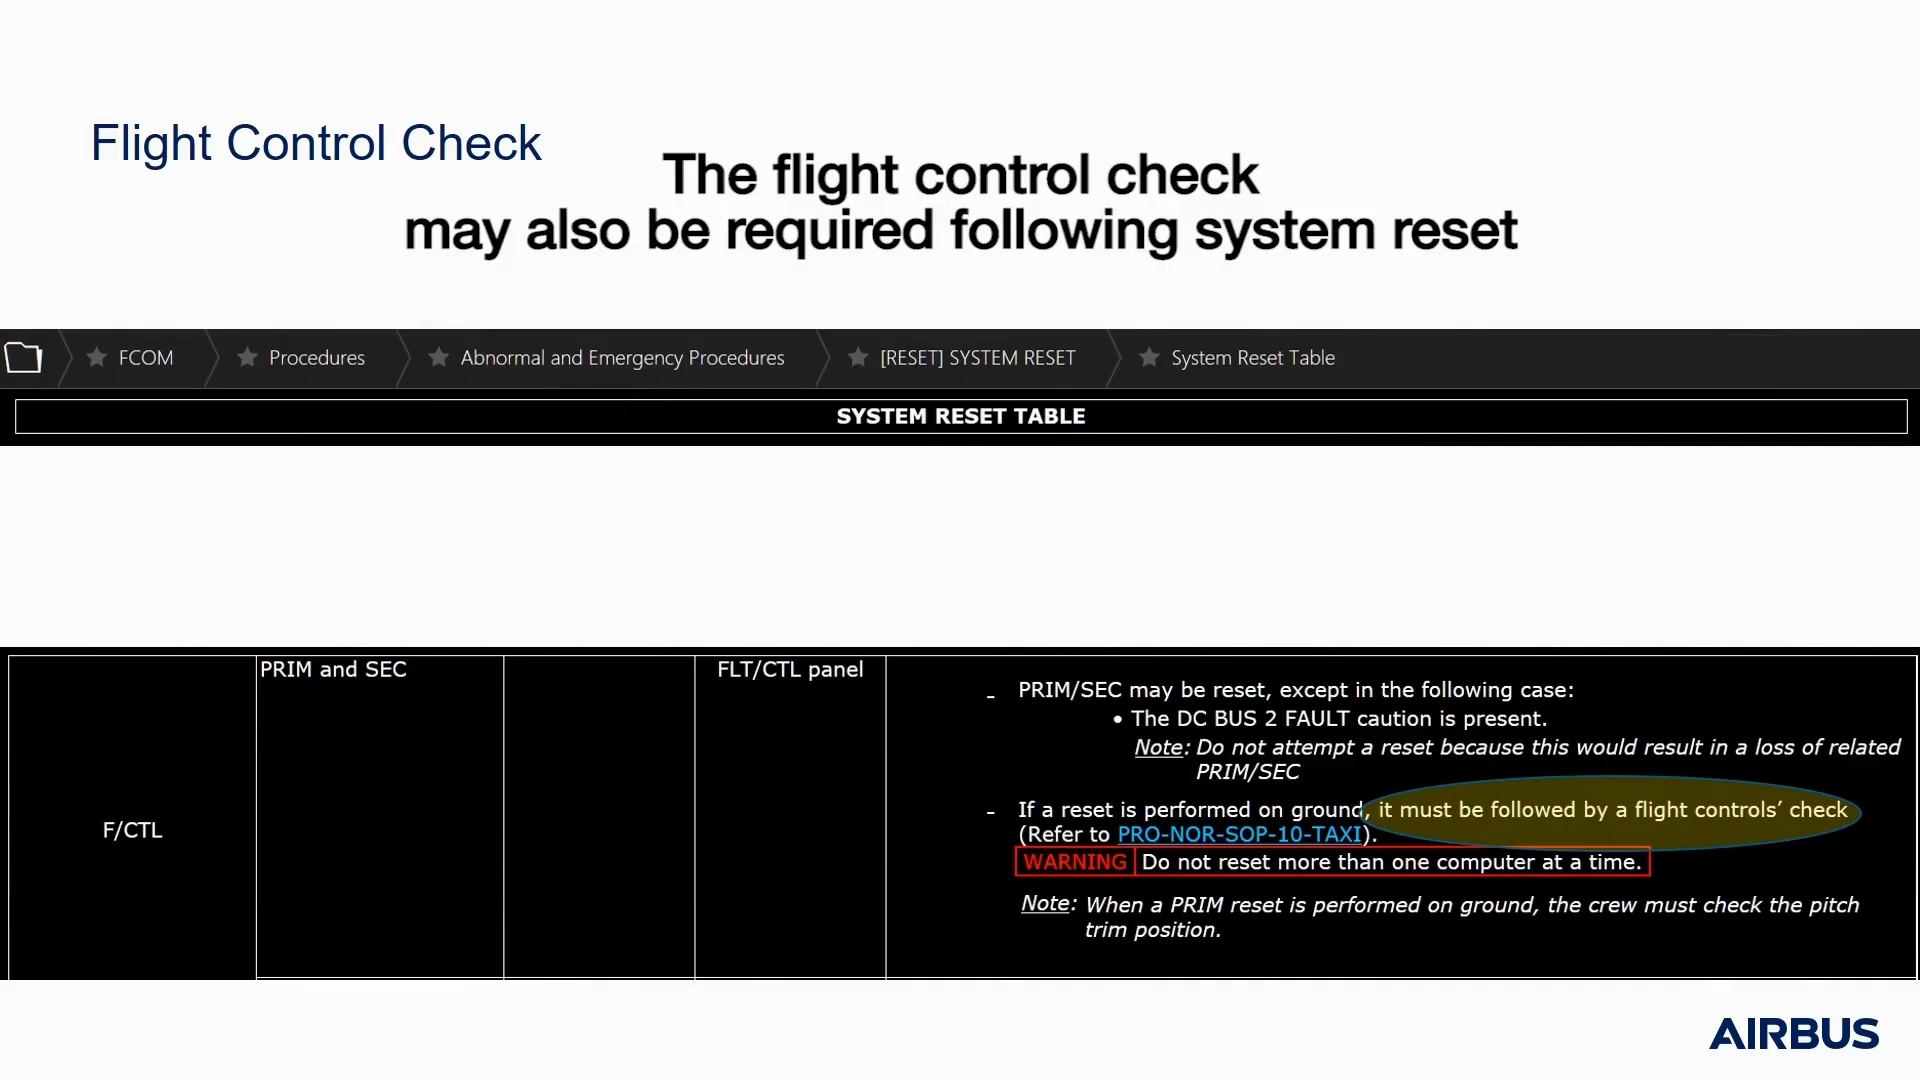 Flight Control Check
The flight control check
may also be required following system reset
FCOM
Procedures
Abnormal and Emergency Procedures
[RESET] SYSTEM RESET
System Reset Table
SYSTEM RESET TABLE
F/CTL
PRIM and SEC
FLT/CTL panel
- PRIM/SEC may be reset, except in the following case:
• The DC BUS 2 FAULT caution is present.
Note: Do not attempt a reset because this would result in a loss of related
PRIM/SEC
- If a reset is performed on ground, it must be followed by a flight controls’ check
(Refer to PRO-NOR-SOP-10-TAXI).
WARNING Do not reset more than one computer at a time.
Note: When a PRIM reset is performed on ground, the crew must check the pitch
trim position.
AIRBUS